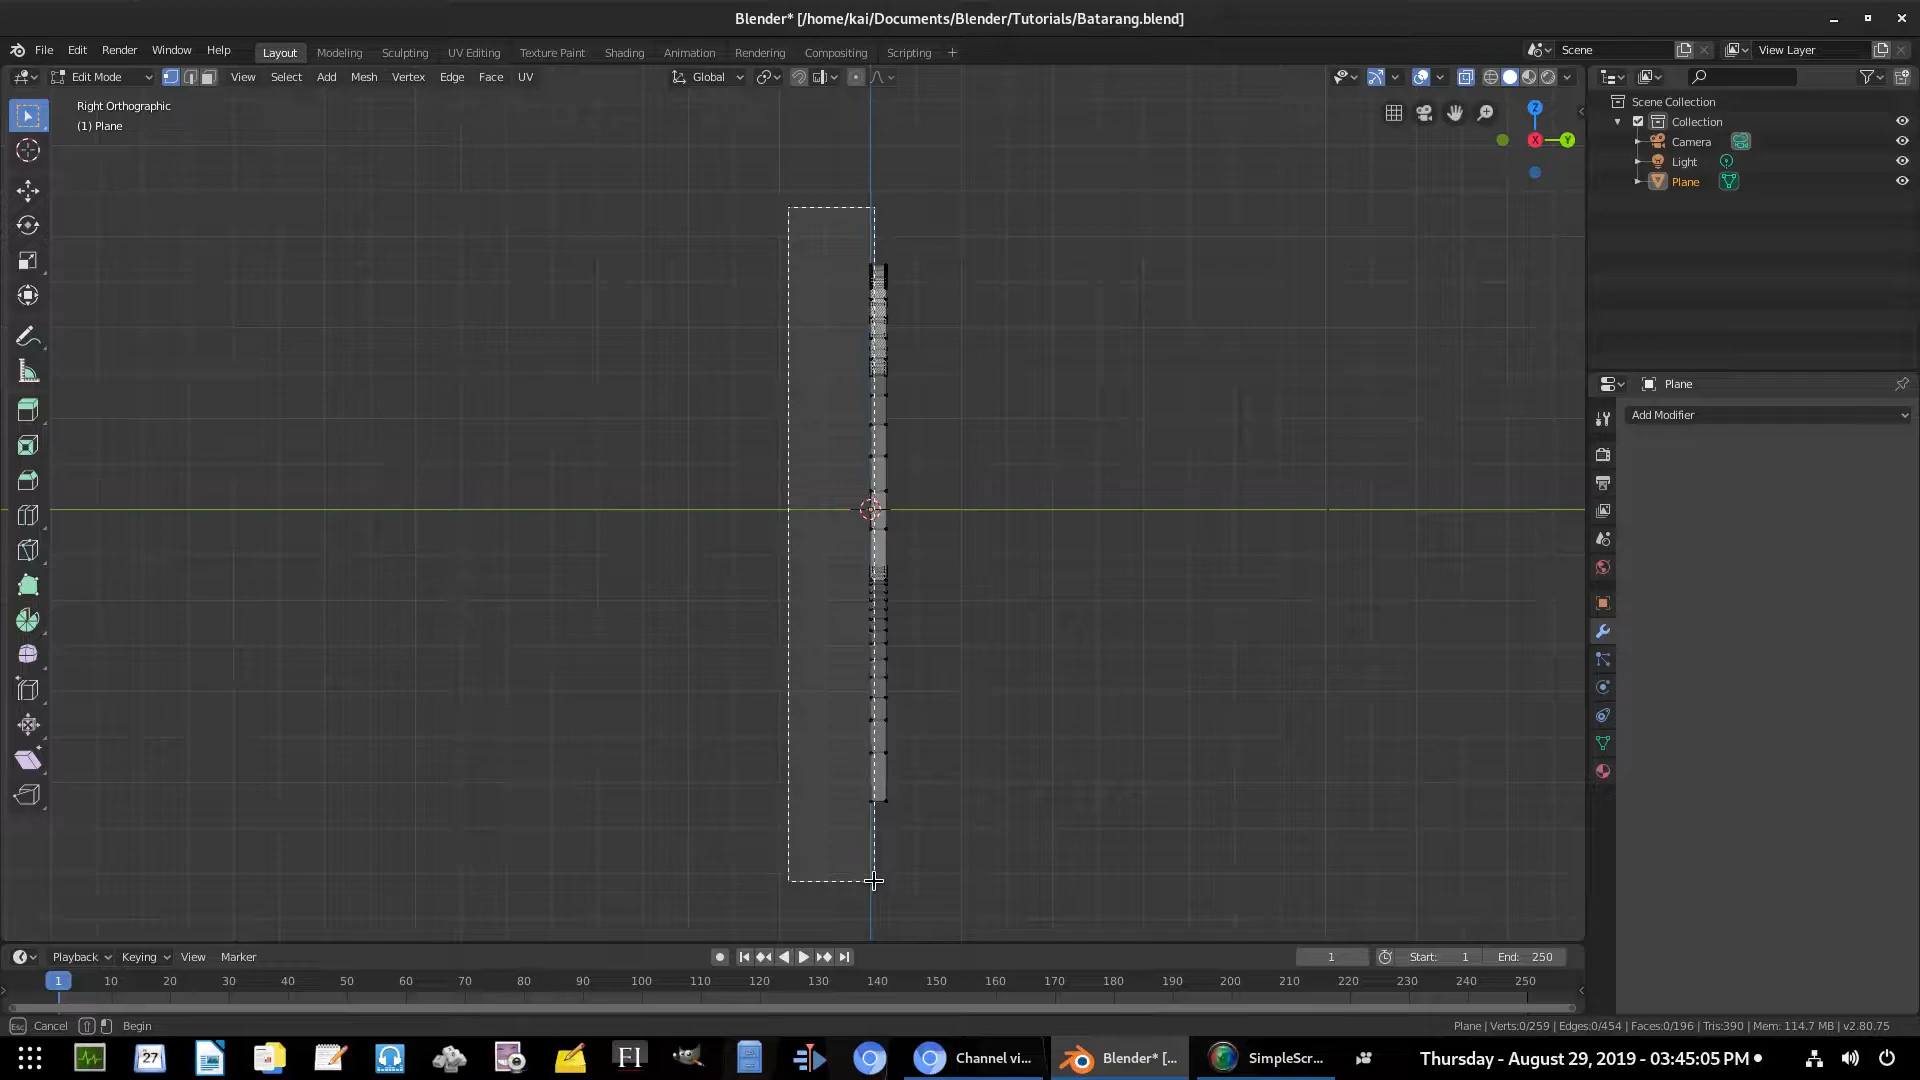 Blender* [/home/kai/Documents/Blender/Tutorials/Batarang.blend]
File Edit Render Window Help Layout Modeling Sculpting UV Editing Texture Paint Shading Animation Rendering Compositing Scripting + Scene View Layer
Edit Mode View Select Add Mesh Vertex Edge Face UV Global
Right Orthographic
(1) Plane
Z
X
Y
Scene Collection
Collection
Camera
Light
Plane
Plane
Add Modifier
Playback Keying View Marker 1 Start: 1 End: 250
1 10 20 30 40 50 60 70 80 90 100 110 120 130 140 150 160 170 180 190 200 210 220 230 240 250
Esc Cancel Begin Plane | Verts:0/259 | Edges:0/454 | Faces:0/196 | Tris:390 | Mem: 114.7 MB | v2.80.75
27 FI Channel vi... Blender* [... SimpleScr... Thursday - August 29, 2019 - 03:45:05 PM